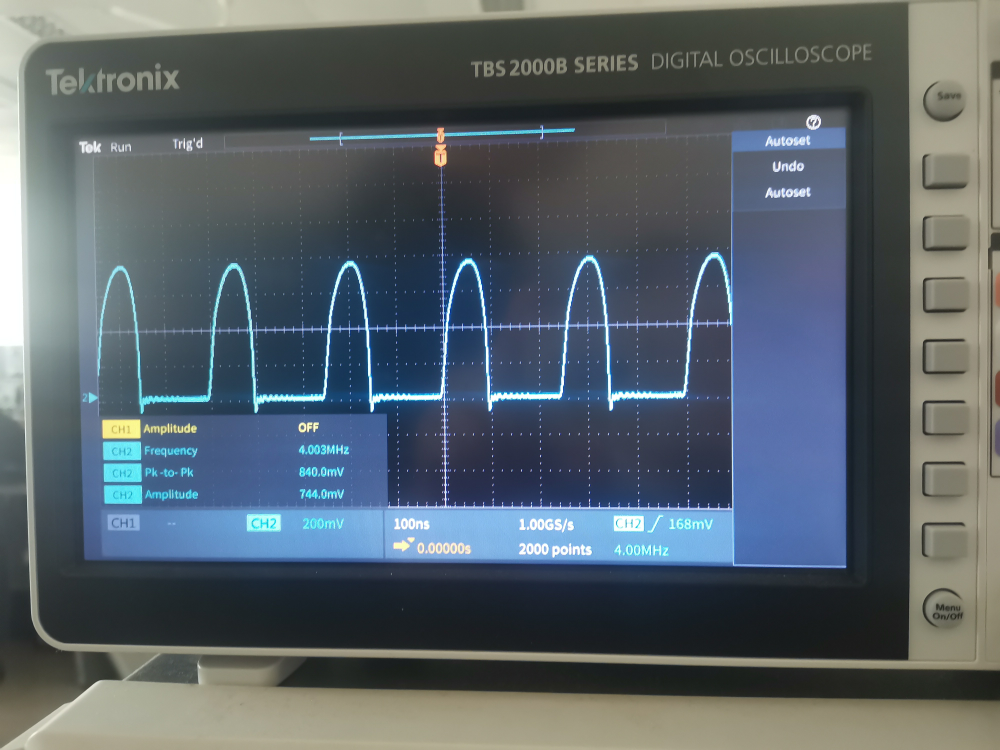 Tektronix
TBS 2000B SERIES DIGITAL OSCILLOSCOPE
Save
Tek Run Trig'd
T
T
?
Autoset
Undo
Autoset
2
CH1 Amplitude OFF
CH2 Frequency 4.003MHz
CH2 Pk-to-Pk 840.0mV
CH2 Amplitude 744.0mV
CH1 -- CH2 200mV 100ns 1.00GS/s CH2 168mV
0.00000s 2000 points 4.00MHz
Menu
On/Off